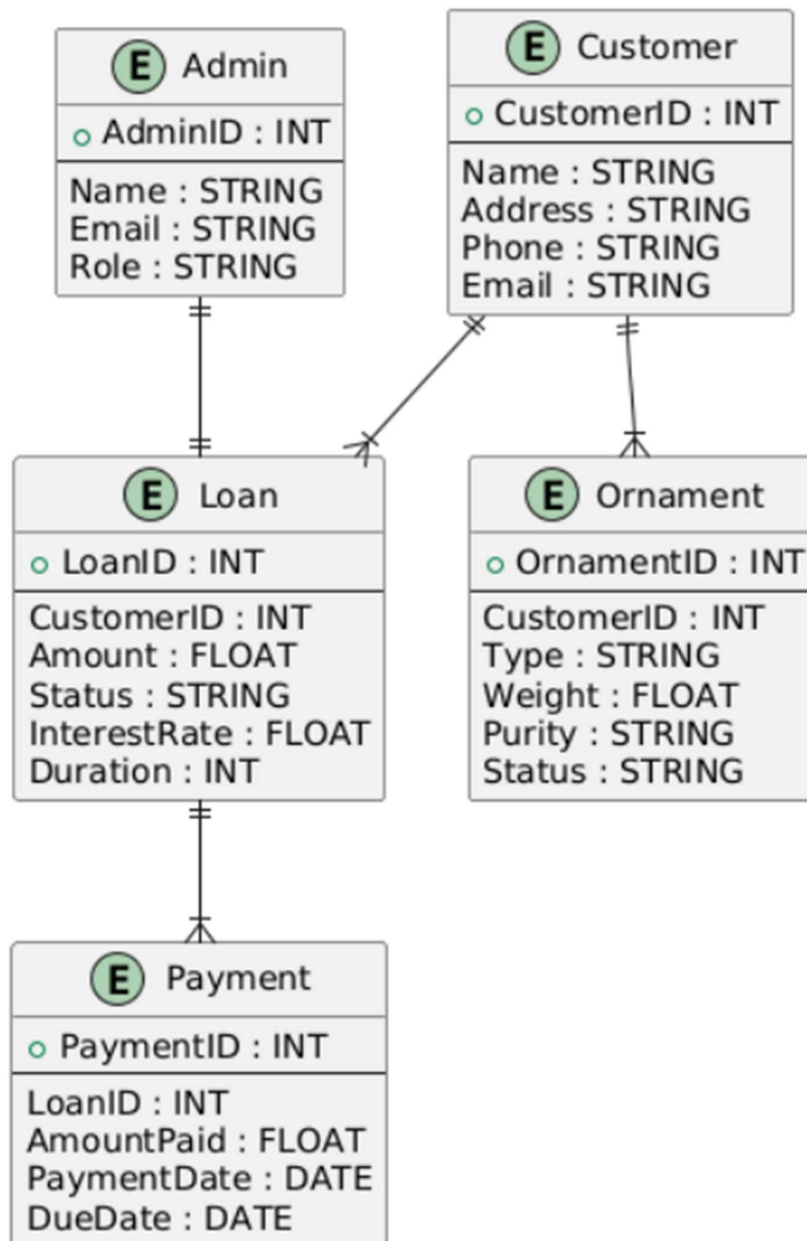 E Admin
AdminID : INT
Name : STRING
Email : STRING
Role : STRING
E Customer
CustomerID : INT
Name : STRING
Address : STRING
Phone : STRING
Email : STRING
E Loan
LoanID : INT
CustomerID : INT
Amount : FLOAT
Status : STRING
InterestRate : FLOAT
Duration : INT
E Ornament
OrnamentID : INT
CustomerID : INT
Type : STRING
Weight : FLOAT
Purity : STRING
Status : STRING
E Payment
PaymentID : INT
LoanID : INT
AmountPaid : FLOAT
PaymentDate : DATE
DueDate : DATE